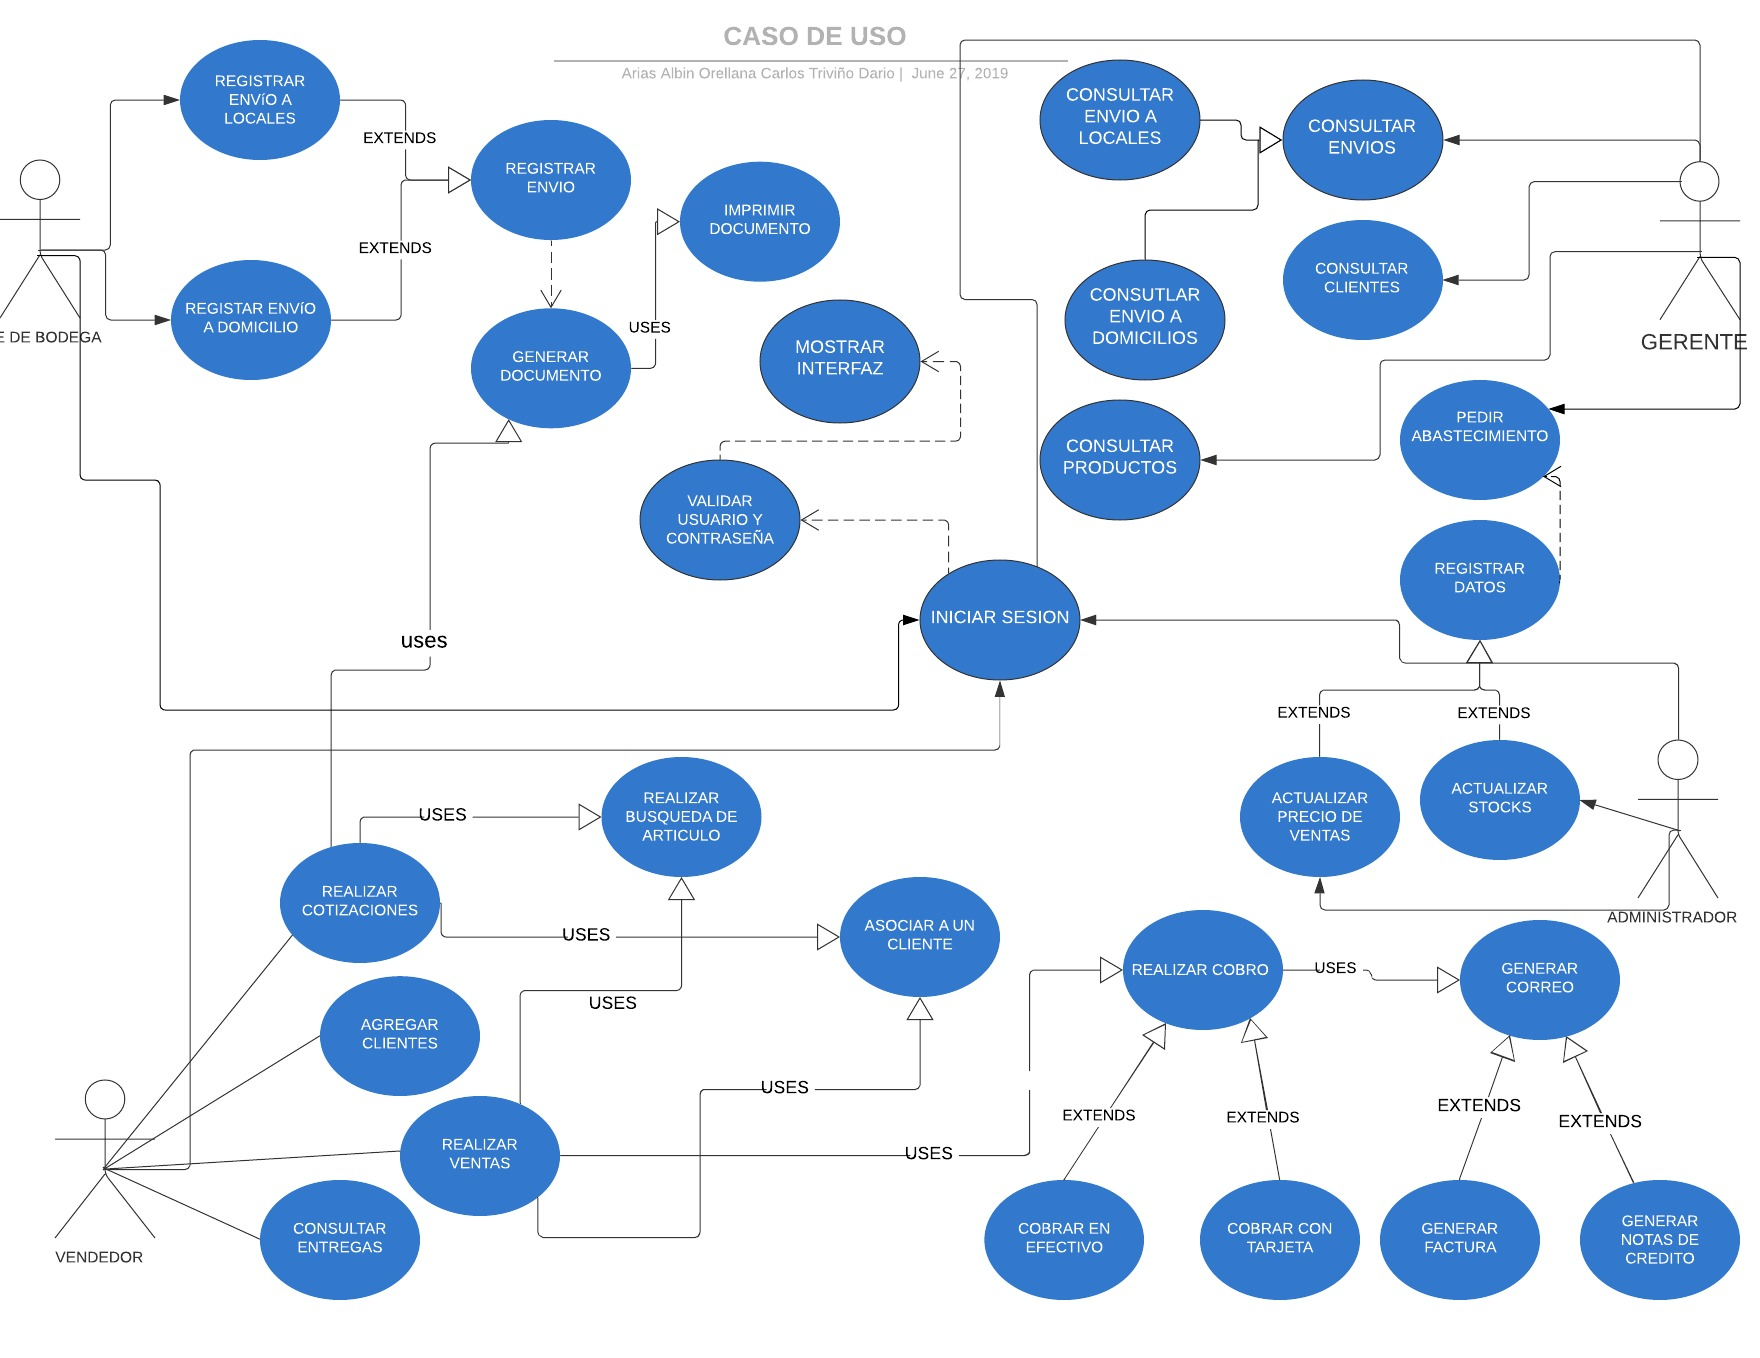 CASO DE USO
Arias Albin Orellana Carlos Triviño Dario | June 27, 2019
REGISTRAR
ENVíO A
LOCALES
EXTENDS
REGISTRAR
ENVIO
IMPRIMIR
DOCUMENTO
EXTENDS
REGISTAR ENVíO
A DOMICILIO
E DE BODEGA
USES
GENERAR
DOCUMENTO
MOSTRAR
INTERFAZ
CONSULTAR
ENVIO A
LOCALES
CONSULTAR
ENVIOS
CONSULTAR
CLIENTES
CONSUTLAR
ENVIO A
DOMICILIOS
GERENTE
PEDIR
ABASTECIMIENTO
CONSULTAR
PRODUCTOS
VALIDAR
USUARIO Y
CONTRASEÑA
REGISTRAR
DATOS
INICIAR SESION
uses
EXTENDS
EXTENDS
ACTUALIZAR
PRECIO DE
VENTAS
ACTUALIZAR
STOCKS
ADMINISTRADOR
USES
REALIZAR
BUSQUEDA DE
ARTICULO
REALIZAR
COTIZACIONES
USES
ASOCIAR A UN
CLIENTE
REALIZAR COBRO
USES
GENERAR
CORREO
USES
AGREGAR
CLIENTES
USES
EXTENDS
EXTENDS
EXTENDS
EXTENDS
REALIZAR
VENTAS
USES
CONSULTAR
ENTREGAS
VENDEDOR
COBRAR EN
EFECTIVO
COBRAR CON
TARJETA
GENERAR
FACTURA
GENERAR
NOTAS DE
CREDITO